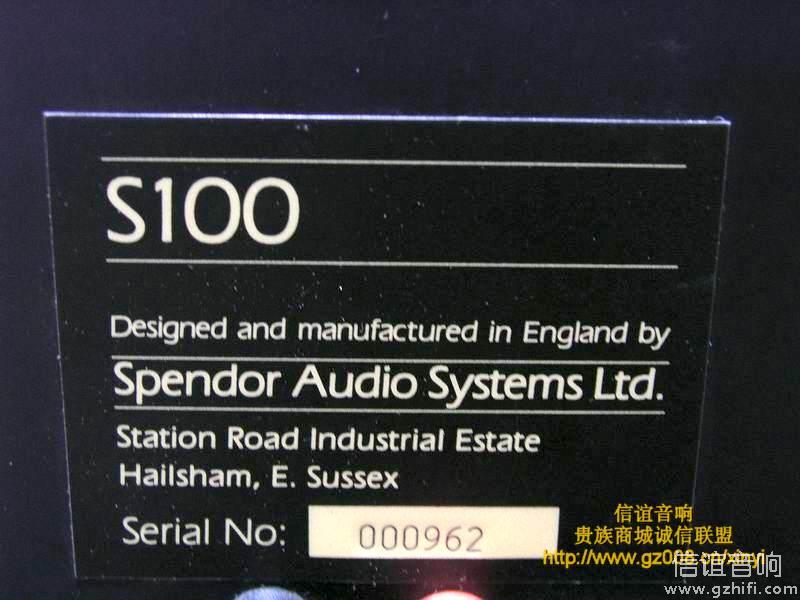 S100
Designed and manufactured in England by
Spendor Audio Systems Ltd.
Station Road Industrial Estate
Hailsham, E. Sussex
Serial No: 000962
信谊音响
贵族商城诚信联盟
信谊音响
www.gzhifi.com